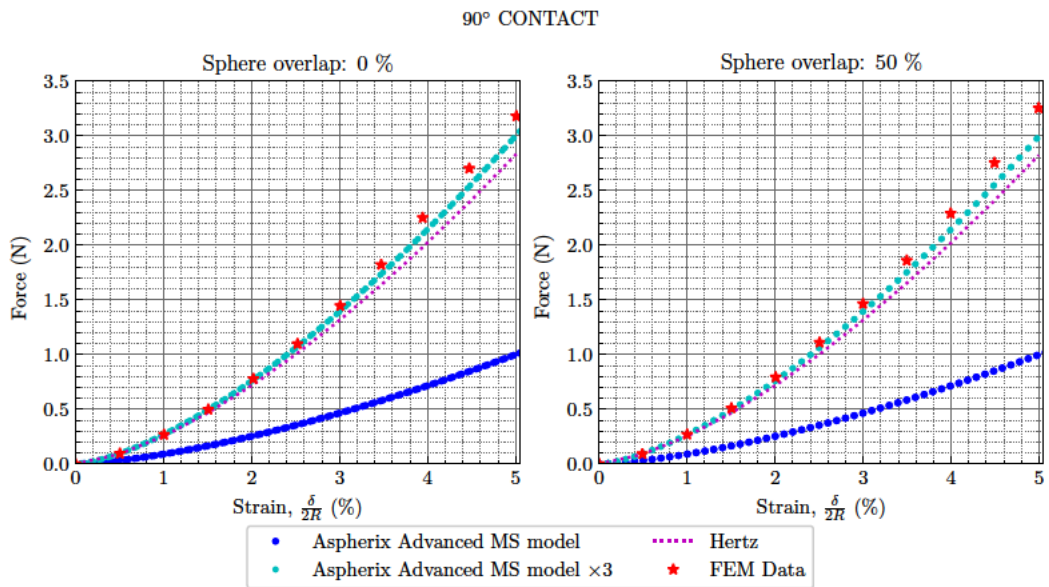 90° CONTACT
Sphere overlap: 0 %
3.5
3.0
2.5
2.0
1.5
1.0
0.5
0.0
Force (N)
0 1 2 3 4 5
Strain, δ/2R (%)
Sphere overlap: 50 %
3.5
3.0
2.5
2.0
1.5
1.0
0.5
0.0
Force (N)
0 1 2 3 4 5
Strain, δ/2R (%)
Aspherix Advanced MS model
Aspherix Advanced MS model ×3
Hertz
FEM Data